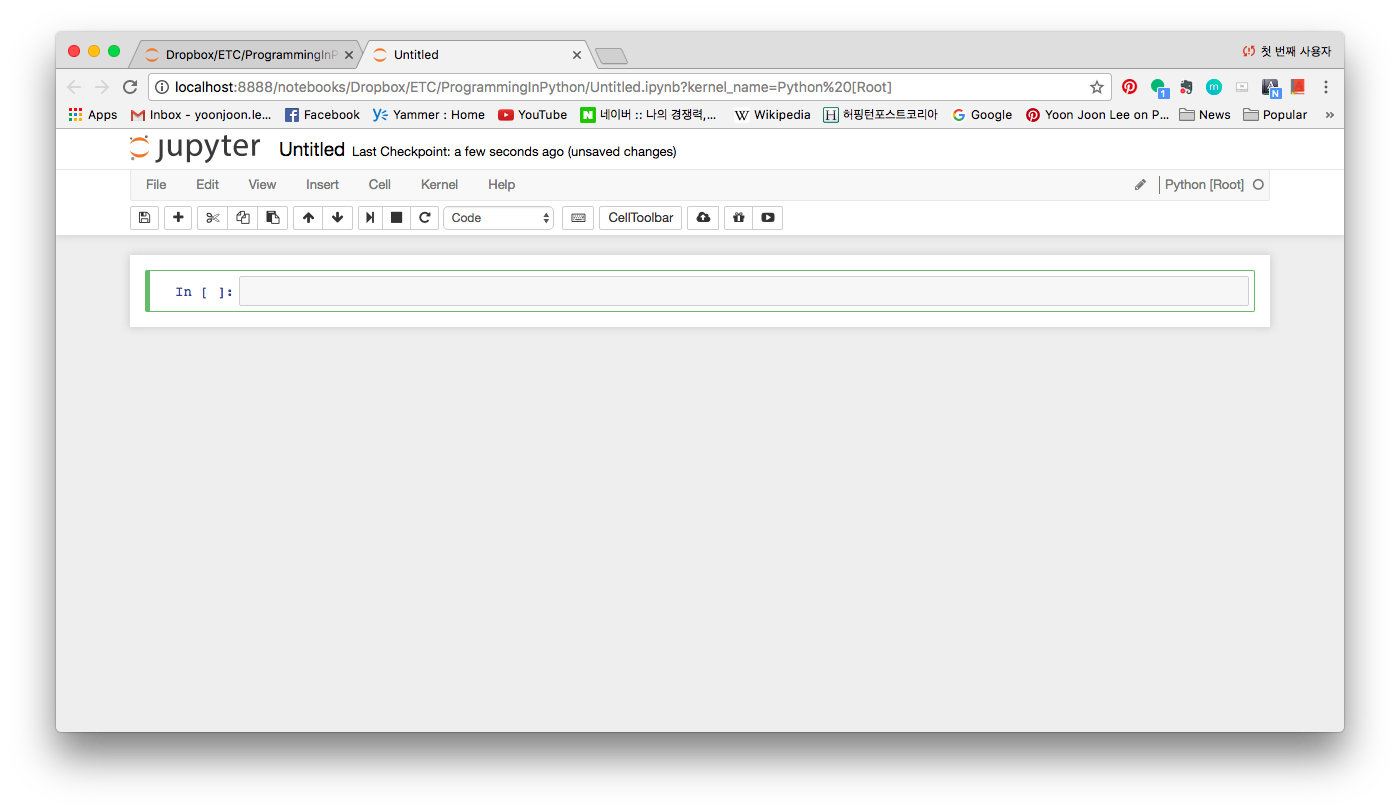 Dropbox/ETC/ProgrammingInP
Untitled
첫 번째 사용자
localhost:8888/notebooks/Dropbox/ETC/ProgrammingInPython/Untitled.ipynb?kernel_name=Python%20[Root]
1
m
N
Apps
Inbox - yoonjoon.le...
Facebook
Yammer : Home
YouTube
네이버 :: 나의 경쟁력,...
W Wikipedia
H 허핑턴포스트코리아
Google
Yoon Joon Lee on P...
News
Popular
»
jupyter Untitled Last Checkpoint: a few seconds ago (unsaved changes)
File Edit View Insert Cell Kernel Help
Python [Root]
Code
CellToolbar
In [ ]: